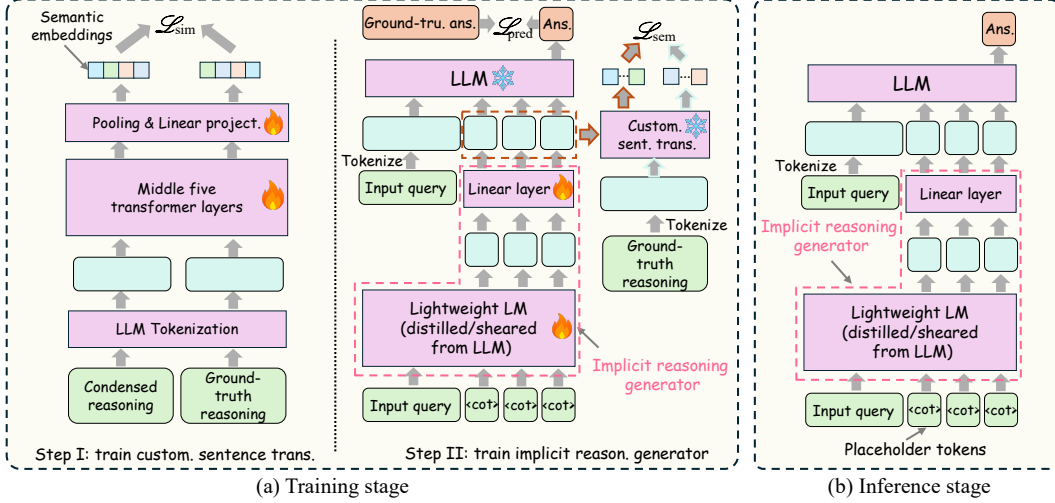 Semantic
embeddings
ℒsim
Pooling & Linear project.
Middle five
transformer layers
LLM Tokenization
Condensed
reasoning
Ground-
truth
reasoning
Step I: train custom. sentence trans.
Ground-tru. ans.
ℒpred
Ans.
ℒsem
LLM
Custom.
sent. trans.
Tokenize
Input query
Linear layer
Tokenize
Ground-
truth
reasoning
Lightweight LM
(distilled/sheared
from LLM)
Implicit reasoning
generator
Input query
<cot>
<cot>
<cot>
Step II: train implicit reason. generator
(a) Training stage
Ans.
LLM
Tokenize
Input query
Linear layer
Implicit reasoning
generator
Lightweight LM
(distilled/sheared
from LLM)
Input query
<cot>
<cot>
<cot>
Placeholder tokens
(b) Inference stage